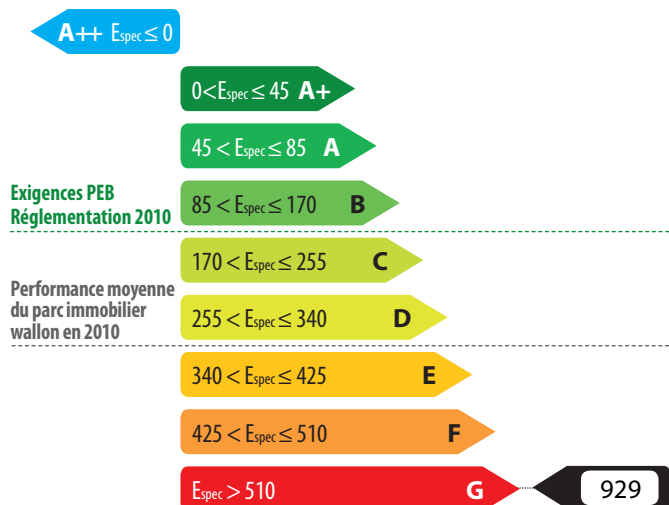 A++ Espec ≤ 0
0<Espec ≤ 45 A+
45 < Espec ≤ 85 A
Exigences PEB
Réglementation 2010
85 < Espec ≤ 170 B
170 < Espec ≤ 255 C
Performance moyenne
du parc immobilier
wallon en 2010
255 < Espec ≤ 340 D
340 < Espec ≤ 425 E
425 < Espec ≤ 510 F
Espec > 510 G 929